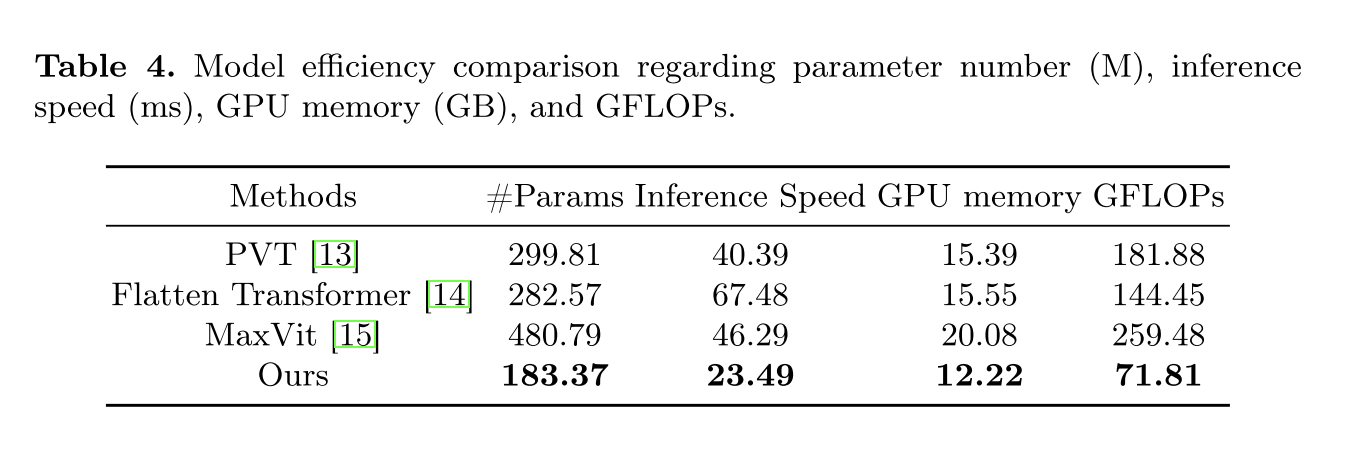 Table 4. Model efficiency comparison regarding parameter number (M), inference
speed (ms), GPU memory (GB), and GFLOPs.
Methods #Params Inference Speed GPU memory GFLOPs
PVT [13] 299.81 40.39 15.39 181.88
Flatten Transformer [14] 282.57 67.48 15.55 144.45
MaxVit [15] 480.79 46.29 20.08 259.48
Ours 183.37 23.49 12.22 71.81